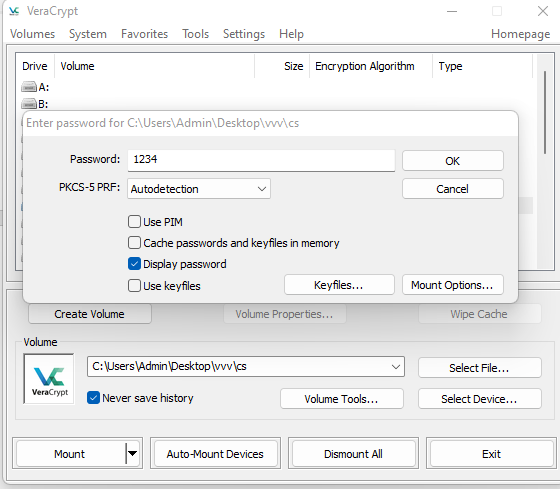 VeraCrypt
Volumes System Favorites Tools Settings Help Homepage
Drive Volume Size Encryption Algorithm Type
A:
B:
Enter password for C:\Users\Admin\Desktop\vvv\cs
Password: 1234 OK
PKCS-5 PRF: Autodetection Cancel
Use PIM
Cache passwords and keyfiles in memory
Display password
Use keyfiles Keyfiles... Mount Options...
Create Volume Volume Properties... Wipe Cache
Volume
C:\Users\Admin\Desktop\vvv\cs Select File...
VeraCrypt
Never save history Volume Tools... Select Device...
Mount Auto-Mount Devices Dismount All Exit